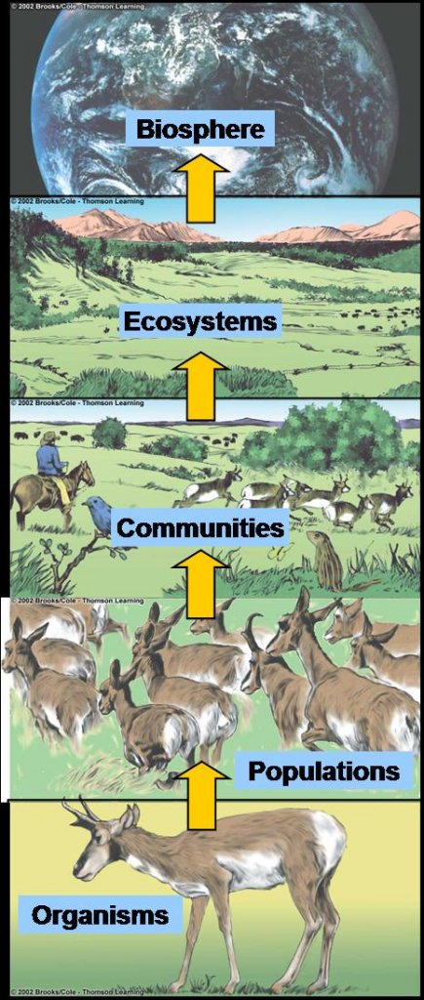 © 2002 Brooks/Cole - Thomson Learning
Biosphere
© 2002 Brooks/Cole - Thomson Learning
Ecosystems
© 2002 Brooks/Cole - Thomson Learning
Communities
© 2002 Brooks/Cole - Thomson Learning
Populations
Organisms
© 2002 Brooks/Cole - Thomson Learning